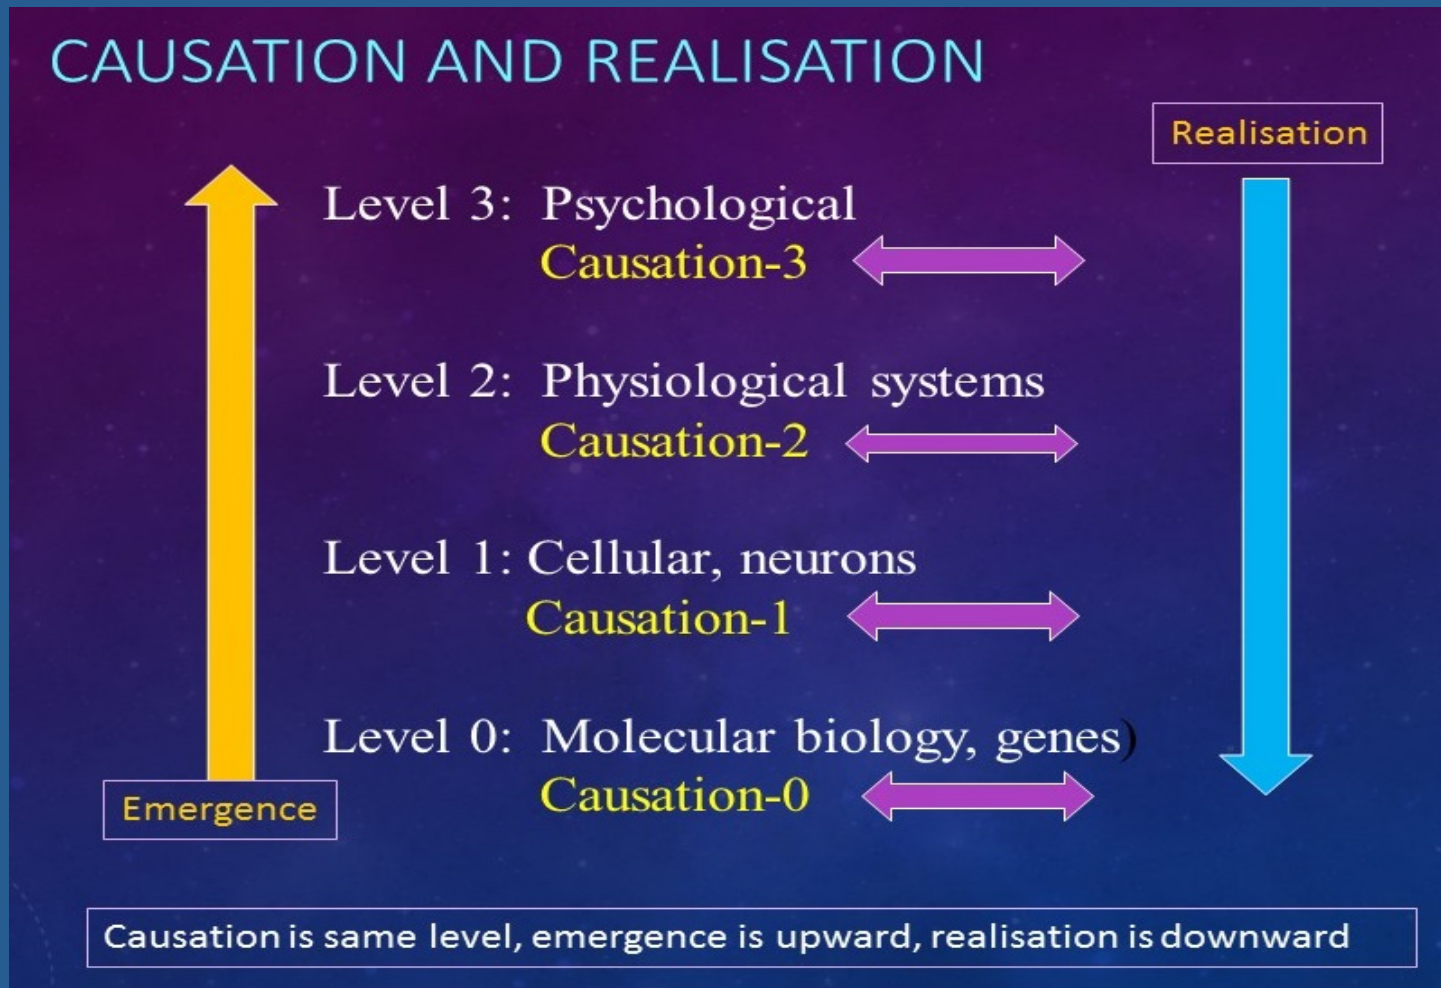 CAUSATION AND REALISATION
Realisation
Level 3: Psychological
Causation-3
Level 2: Physiological systems
Causation-2
Level 1: Cellular, neurons
Causation-1
Level 0: Molecular biology, genes)
Causation-0
Emergence
Causation is same level, emergence is upward, realisation is downward